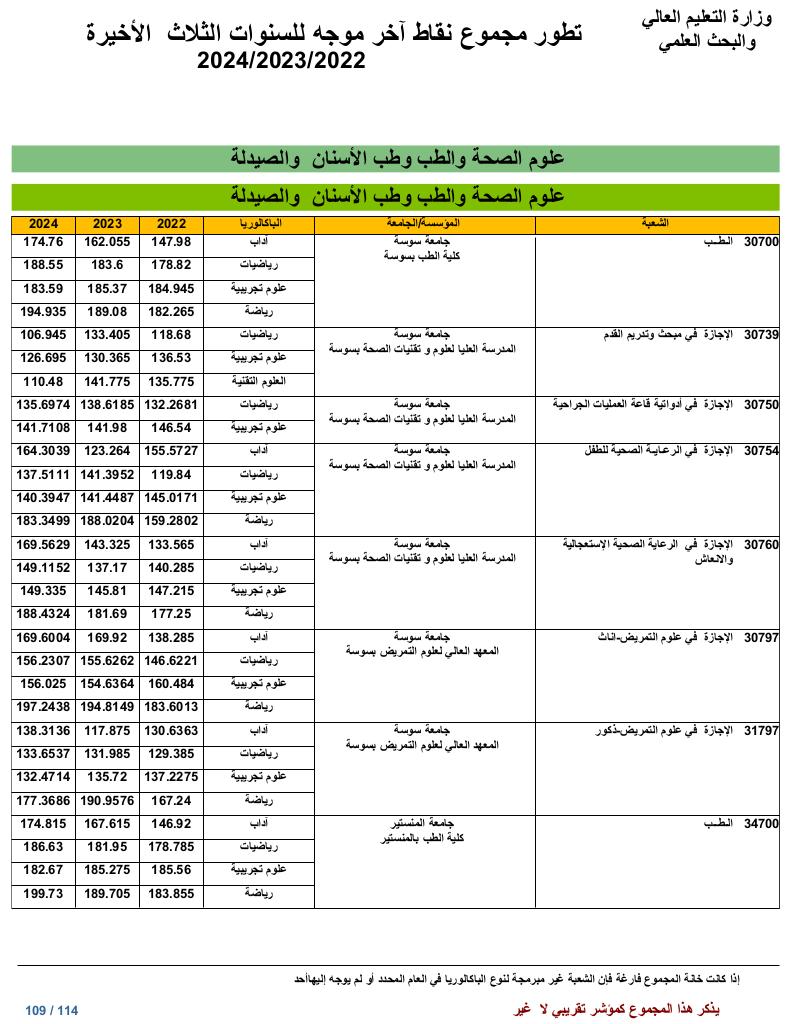 وزارة التعليم العالي
والبحث العلمي
تطور مجموع نقاط آخر موجه للسنوات الثلاث الأخيرة
2024/2023/2022
علوم الصحة والطب وطب الأسنان والصيدلة
علوم الصحة والطب وطب الأسنان والصيدلة
الشعبة المؤسسة/الجامعة الباكالوريا 2022 2023 2024
30700 الطـب جامعة سوسة آداب 147.98 162.055 174.76
كلية الطب بسوسة
رياضيات 178.82 183.6 188.55
علوم تجريبية 184.945 185.37 183.59
رياضة 182.265 189.08 194.935
30739 الإجازة في مبحث وتدريم القدم جامعة سوسة رياضيات 118.68 133.405 106.945
المدرسة العليا لعلوم و تقنيات الصحة بسوسة
علوم تجريبية 136.53 130.365 126.695
العلوم التقنية 135.775 141.775 110.48
30750 الإجازة في أدواتية قاعة العمليات الجراحية جامعة سوسة رياضيات 132.2681 138.6185 135.6974
المدرسة العليا لعلوم و تقنيات الصحة بسوسة
علوم تجريبية 146.54 141.98 141.7108
30754 الإجازة في الرعـاية الصحية للطفل جامعة سوسة آداب 155.5727 123.264 164.3039
المدرسة العليا لعلوم و تقنيات الصحة بسوسة
رياضيات 119.84 141.3952 137.5111
علوم تجريبية 145.0171 141.4487 140.3947
رياضة 159.2802 188.0204 183.3499
30760 الإجازة في الرعاية الصحية الإستعجالية جامعة سوسة آداب 133.565 143.325 169.5629
والانعاش المدرسة العليا لعلوم و تقنيات الصحة بسوسة
رياضيات 140.285 137.17 149.1152
علوم تجريبية 147.215 145.81 149.335
رياضة 177.25 181.69 188.4324
30797 الإجازة في علوم التمريض-اناث جامعة سوسة آداب 138.285 169.92 169.6004
المعهد العالي لعلوم التمريض بسوسة
رياضيات 146.6221 155.6262 156.2307
علوم تجريبية 160.484 154.6364 156.025
رياضة 183.6013 194.8149 197.2438
31797 الإجازة في علوم التمريض-ذكور جامعة سوسة آداب 130.6363 117.875 138.3136
المعهد العالي لعلوم التمريض بسوسة
رياضيات 129.385 131.985 133.6537
علوم تجريبية 137.2275 135.72 132.4714
رياضة 167.24 190.9576 177.3686
34700 الطـب جامعة المنستير آداب 146.92 167.615 174.815
كلية الطب بالمنستير
رياضيات 178.785 181.95 186.63
علوم تجريبية 185.56 185.275 182.67
رياضة 183.855 189.705 199.73
إذا كانت خانة المجموع فارغة فإن الشعبة غير مبرمجة لنوع الباكالوريا في العام المحدد أو لم يوجه إليهاأحد
يذكر هذا المجموع كمؤشر تقريبي لا غير
109 / 114